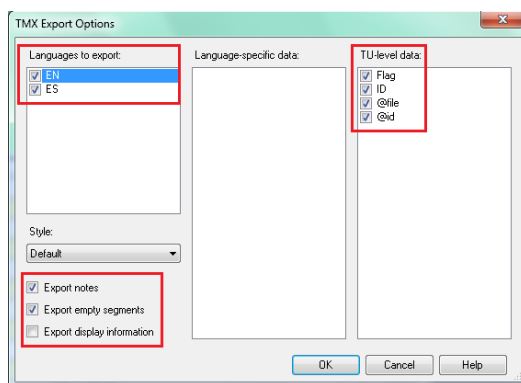 TMX Export Options
Languages to export:
EN
ES
Language-specific data:
TU-level data:
Flag
ID
@file
@id
Style:
Default
Export notes
Export empty segments
Export display information
OK
Cancel
Help